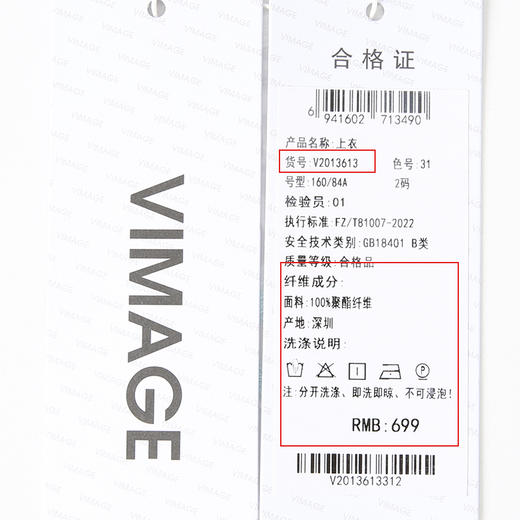 VIMAGE
合格证
6 941602 713490
产品名称:上衣
货号:V2013613 色号:31
号型:160/84A 2码
检验员:01
执行标准:FZ/T81007-2022
安全技术类别:GB18401 B类
质量等级:合格品
纤维成分:
面料:100%聚酯纤维
产地:深圳
洗涤说明:
注:分开洗涤、即洗即晾、不可浸泡!
RMB:699
V2013613312